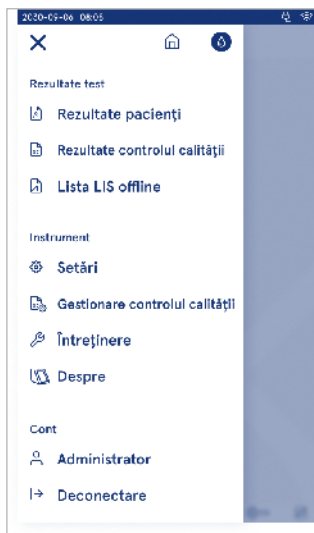 2030-09-06 08:05
Rezultate test
Rezultate pacienți
Rezultate controlul calității
Lista LIS offline
Instrument
Setări
Gestionare controlul calității
Întreținere
Despre
Cont
Administrator
Deconectare